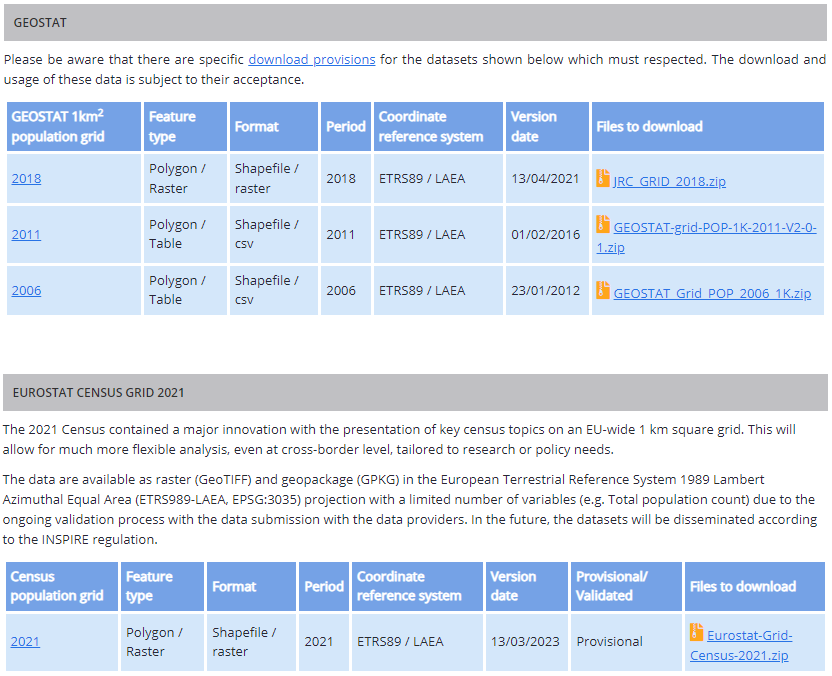 GEOSTAT
Please be aware that there are specific download provisions for the datasets shown below which must respected. The download and
usage of these data is subject to their acceptance.
GEOSTAT 1km² population grid Feature type Format Period Coordinate reference system Version date Files to download
2018 Polygon / Raster Shapefile / raster 2018 ETRS89 / LAEA 13/04/2021 JRC_GRID_2018.zip
2011 Polygon / Table Shapefile / csv 2011 ETRS89 / LAEA 01/02/2016 GEOSTAT-grid-POP-1K-2011-V2-0-1.zip
2006 Polygon / Table Shapefile / csv 2006 ETRS89 / LAEA 23/01/2012 GEOSTAT_Grid_POP_2006_1K.zip
EUROSTAT CENSUS GRID 2021
The 2021 Census contained a major innovation with the presentation of key census topics on an EU-wide 1 km square grid. This will
allow for much more flexible analysis, even at cross-border level, tailored to research or policy needs.
The data are available as raster (GeoTIFF) and geopackage (GPKG) in the European Terrestrial Reference System 1989 Lambert
Azimuthal Equal Area (ETRS989-LAEA, EPSG:3035) projection with a limited number of variables (e.g. Total population count) due to the
ongoing validation process with the data submission with the data providers. In the future, the datasets will be disseminated according
to the INSPIRE regulation.
Census population grid Feature type Format Period Coordinate reference system Version date Provisional/ Validated Files to download
2021 Polygon / Raster Shapefile / raster 2021 ETRS89 / LAEA 13/03/2023 Provisional Eurostat-Grid-Census-2021.zip